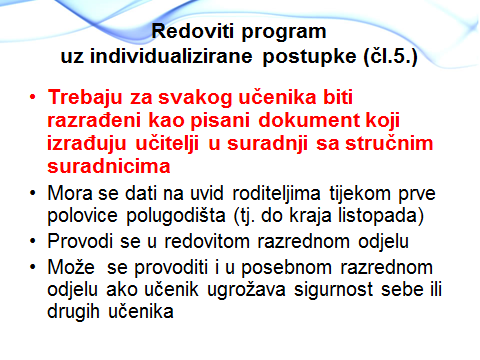 Redoviti program
uz individualizirane postupke (čl.5.)
• Trebaju za svakog učenika biti
razrađeni kao pisani dokument koji
izrađuju učitelji u suradnji sa stručnim
suradnicima
• Mora se dati na uvid roditeljima tijekom prve
polovice polugodišta (tj. do kraja listopada)
• Provodi se u redovitom razrednom odjelu
• Može se provoditi i u posebnom razrednom
odjelu ako učenik ugrožava sigurnost sebe ili
drugih učenika